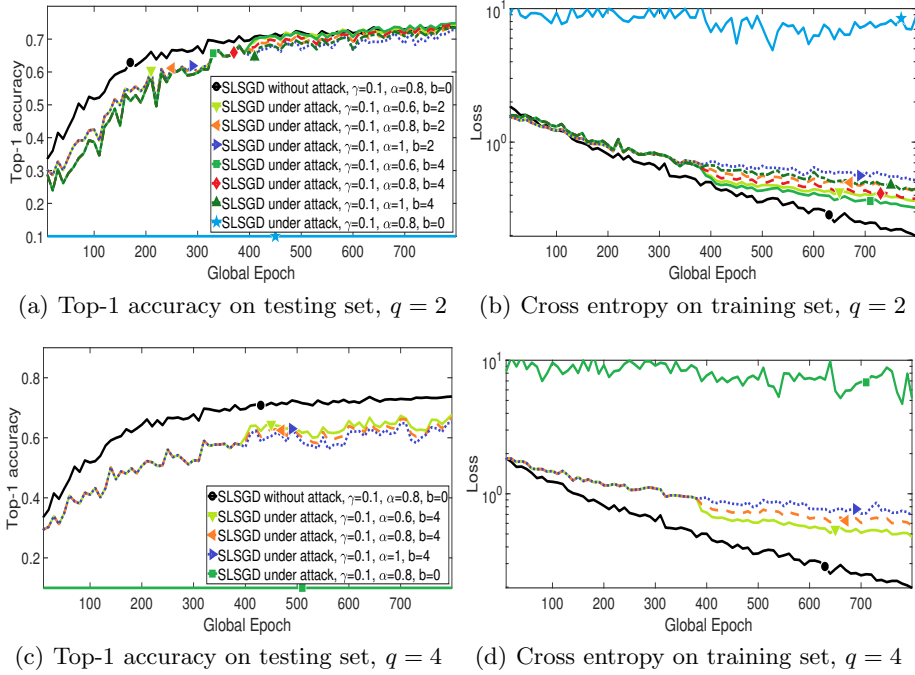 Top-1 accuracy
0.7
0.6
0.5
0.4
0.3
0.2
0.1
SLSGD without attack, γ=0.1, α=0.8, b=0
SLSGD under attack, γ=0.1, α=0.6, b=2
SLSGD under attack, γ=0.1, α=0.8, b=2
SLSGD under attack, γ=0.1, α=1, b=2
SLSGD under attack, γ=0.1, α=0.6, b=4
SLSGD under attack, γ=0.1, α=0.8, b=4
SLSGD under attack, γ=0.1, α=1, b=4
SLSGD under attack, γ=0.1, α=0.8, b=0
100 200 300 400 500 600 700
Global Epoch
(a) Top-1 accuracy on testing set, q = 2
Loss
10¹
10⁰
100 200 300 400 500 600 700
Global Epoch
(b) Cross entropy on training set, q = 2
Top-1 accuracy
0.8
0.6
0.4
0.2
SLSGD without attack, γ=0.1, α=0.8, b=0
SLSGD under attack, γ=0.1, α=0.6, b=4
SLSGD under attack, γ=0.1, α=0.8, b=4
SLSGD under attack, γ=0.1, α=1, b=4
SLSGD under attack, γ=0.1, α=0.8, b=0
100 200 300 400 500 600 700
Global Epoch
(c) Top-1 accuracy on testing set, q = 4
Loss
10¹
10⁰
100 200 300 400 500 600 700
Global Epoch
(d) Cross entropy on training set, q = 4